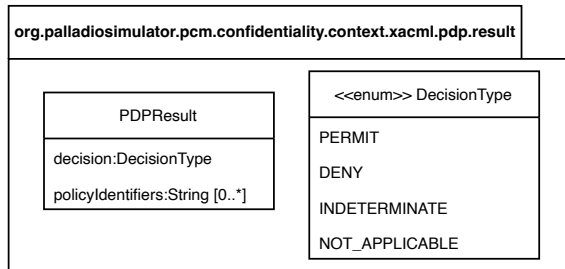 org.palladiosimulator.pcm.confidentiality.context.xacml.pdp.result
PDPResult
decision:DecisionType
policyIdentifiers:String [0..*]
<<enum>> DecisionType
PERMIT
DENY
INDETERMINATE
NOT_APPLICABLE